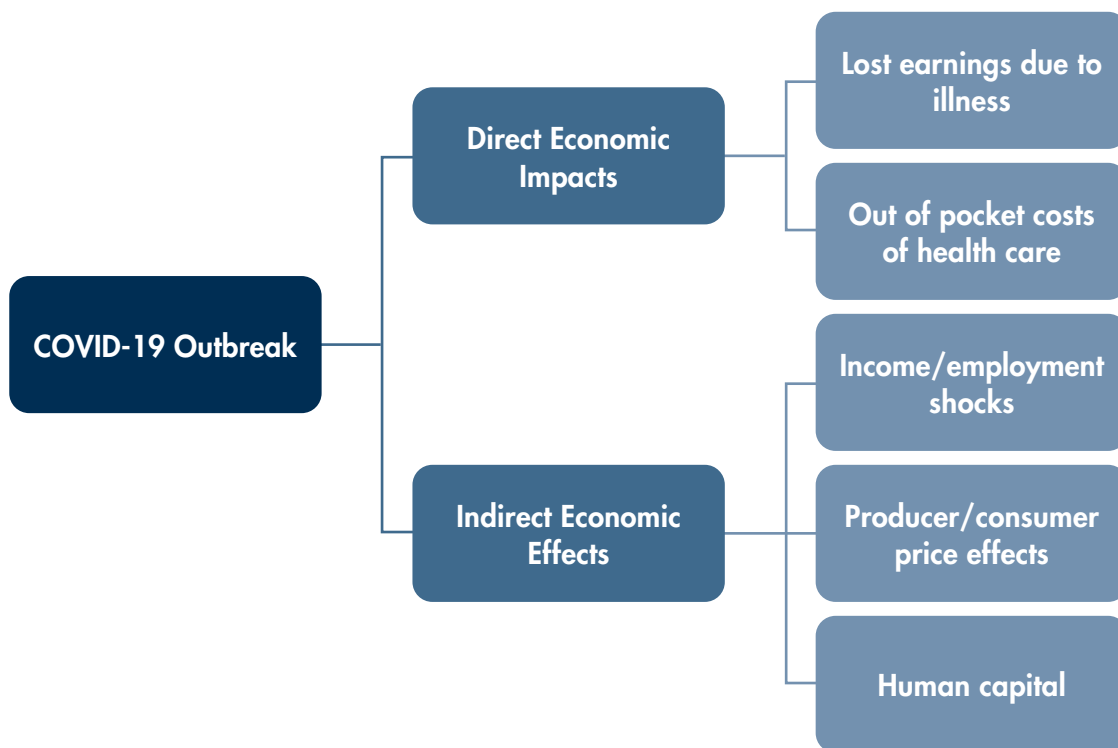 COVID-19 Outbreak
Direct Economic
Impacts
Lost earnings due to
illness
Out of pocket costs
of health care
Indirect Economic
Effects
Income/employment
shocks
Producer/consumer
price effects
Human capital